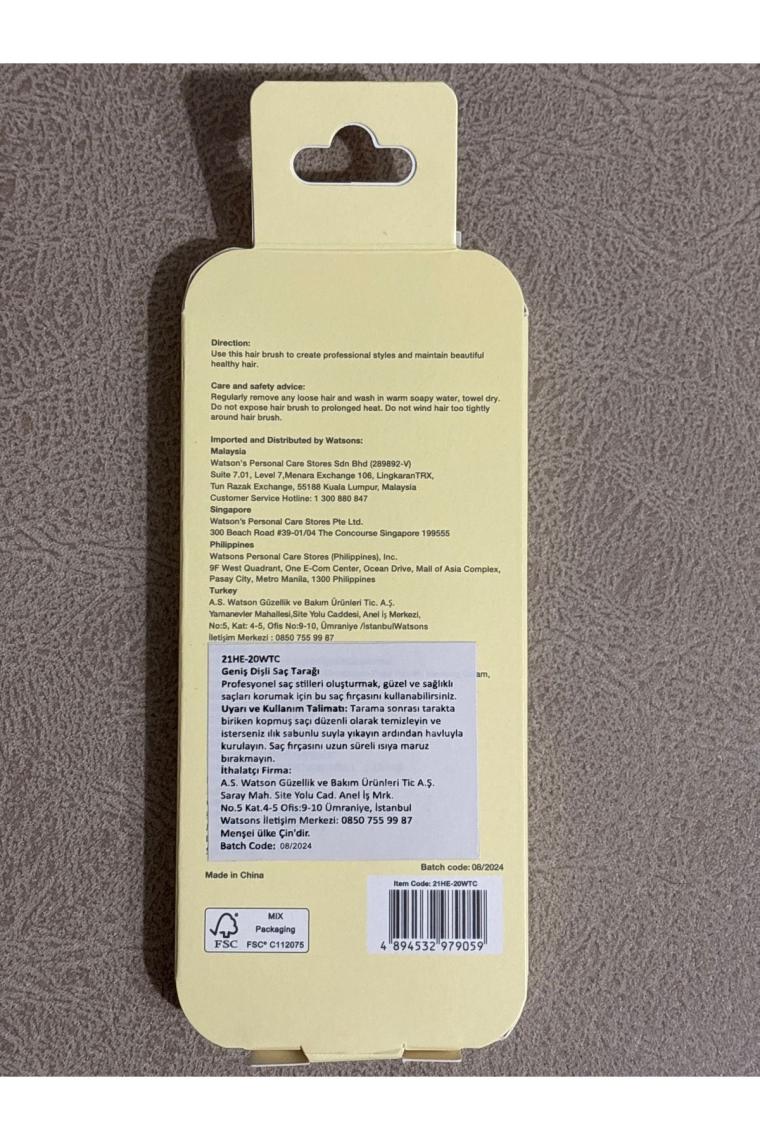 Direction:
Use this hair brush to create professional styles and maintain beautiful
healthy hair.
Care and safety advice:
Regularly remove any loose hair and wash in warm soapy water, towel dry.
Do not expose hair brush to prolonged heat. Do not wind hair too tightly
around hair brush.
Imported and Distributed by Watsons:
Malaysia
Watson's Personal Care Stores Sdn Bhd (289892-V)
Suite 7.01, Level 7,Menara Exchange 106, LingkaranTRX,
Tun Razak Exchange, 55188 Kuala Lumpur, Malaysia
Customer Service Hotline: 1 300 880 847
Singapore
Watson's Personal Care Stores Pte Ltd.
300 Beach Road #39-01/04 The Concourse Singapore 199555
Philippines
Watsons Personal Care Stores (Philippines), Inc.
9F West Quadrant, One E-Com Center, Ocean Drive, Mall of Asia Complex,
Pasay City, Metro Manila, 1300 Philippines
Turkey
A.S. Watson Güzellik ve Bakım Ürünleri Tic. A.Ş.
Yamanevler Mahallesi,Site Yolu Caddesi, Anel İş Merkezi,
No:5, Kat: 4-5, Ofis No:9-10, Ümraniye /istanbulWatsons
İletişim Merkezi : 0850 755 99 87
21HE-20WTC
Geniş Dişli Saç Tarağı
Profesyonel saç stilleri oluşturmak, güzel ve sağlıklı
saçları korumak için bu saç fırçasını kullanabilirsiniz.
Uyarı ve Kullanım Talimatı: Tarama sonrası tarakta
biriken kopmuş saçı düzenli olarak temizleyin ve
isterseniz ılık sabunlu suyla yıkayın ardından havluyla
kurulayın. Saç fırçasını uzun süreli ısıya maruz
bırakmayın.
İthalatçı Firma:
A.S. Watson Güzellik ve Bakım Ürünleri Tic A.Ş.
Saray Mah. Site Yolu Cad. Anel İş Mrk.
No.5 Kat.4-5 Ofis:9-10 Ümraniye, İstanbul
Watsons İletişim Merkezi: 0850 755 99 87
Menşei ülke Çin'dir.
Batch Code: 08/2024
Batch code: 08/2024
Made in China
Item Code: 21HE-20WTC
4 894532 979059
MIX
Packaging
FSC FSC® C112075